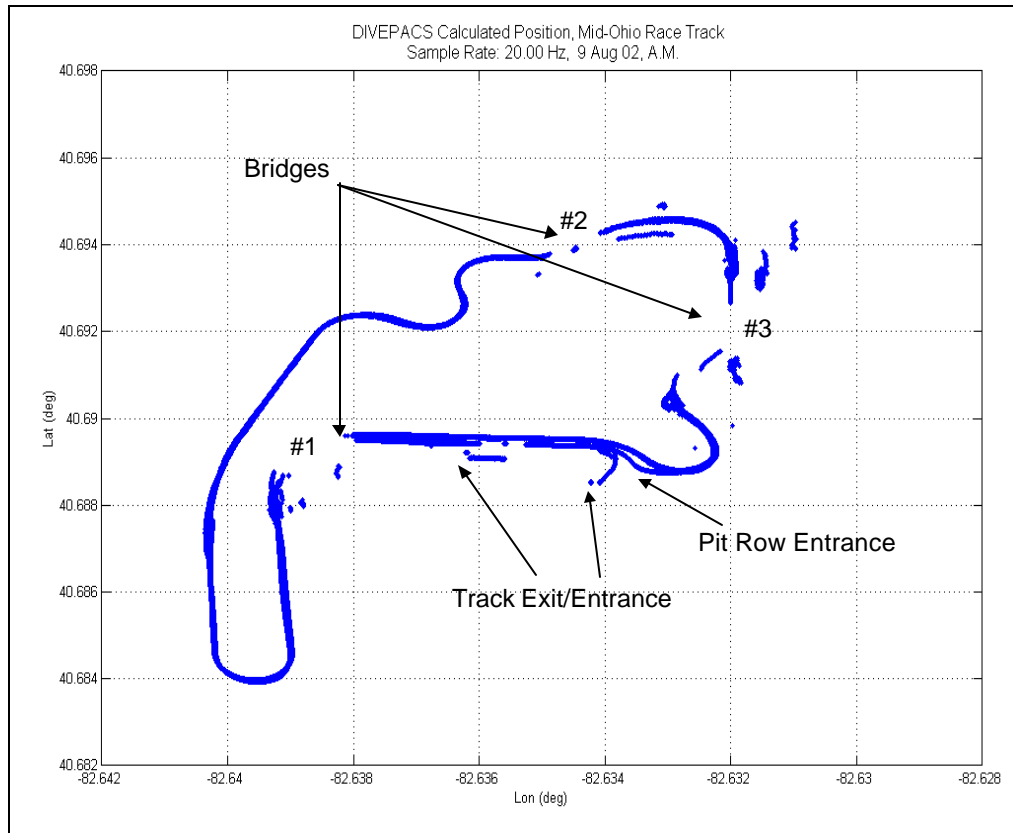 DIVEPACS Calculated Position, Mid-Ohio Race Track
Sample Rate: 20.00 Hz,  9 Aug 02, A.M.
40.698
40.696
Bridges
#2
40.694
#3
40.692
Lat (deg)
40.69
#1
40.688
Pit Row Entrance
40.686
Track Exit/Entrance
40.684
40.682
-82.642
-82.64
-82.638
-82.636
-82.634
-82.632
-82.63
-82.628
Lon (deg)